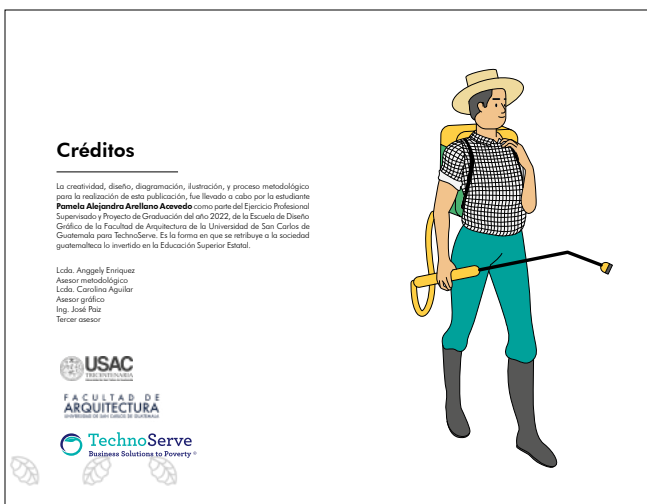 Créditos
La creatividad, diseño, diagramación, ilustración, y proceso metodológico
para la realización de esta publicación, fue llevado a cabo por la estudiante
Pamela Alejandra Arellano Acevedo como parte del Ejercicio Profesional
Supervisado y Proyecto de Graduación del año 2022, de la Escuela de Diseño
Gráfico de la Facultad de Arquitectura de la Universidad de San Carlos de
Guatemala para TechnoServe. Es la forma en que se retribuye a la sociedad
guatemalteca lo invertido en la Educación Superior Estatal.
Lcda. Anggely Enriquez
Asesor metodológico
Lcda. Carolina Aguilar
Asesor gráfico
Ing. José Paiz
Tercer asesor
USAC
TRICENTENARIA
FACULTAD DE
ARQUITECTURA
UNIVERSIDAD DE SAN CARLOS DE GUATEMALA
TechnoServe
Business Solutions to Poverty®